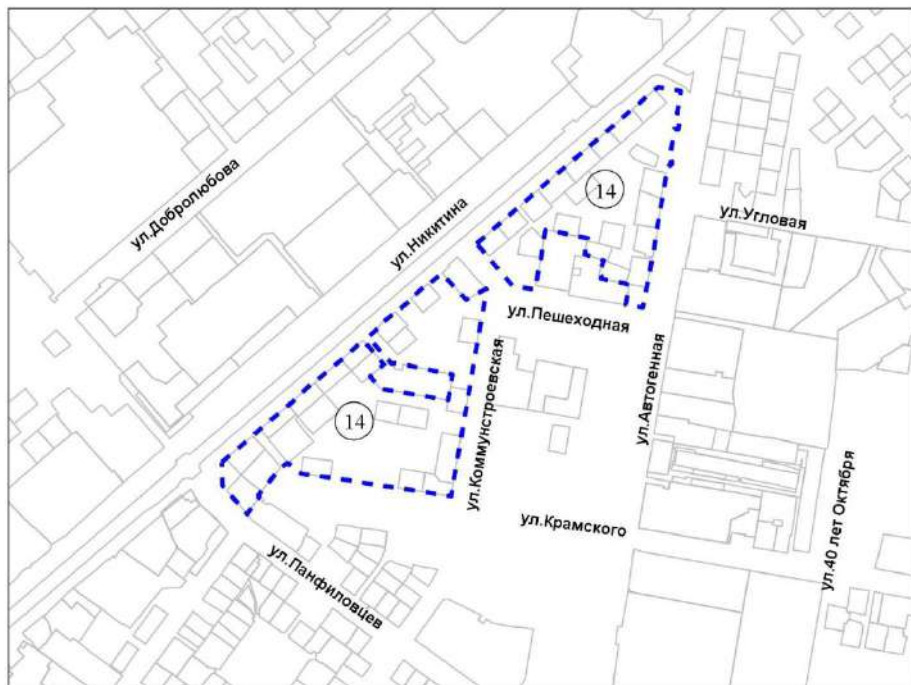 ул.Добролюбова
ул.Никитина
14
ул.Угловая
ул.Пешеходная
ул.Автогенная
ул.Коммунстроевская
14
ул.Крамского
ул.40 лет Октября
ул.Панфиловцев